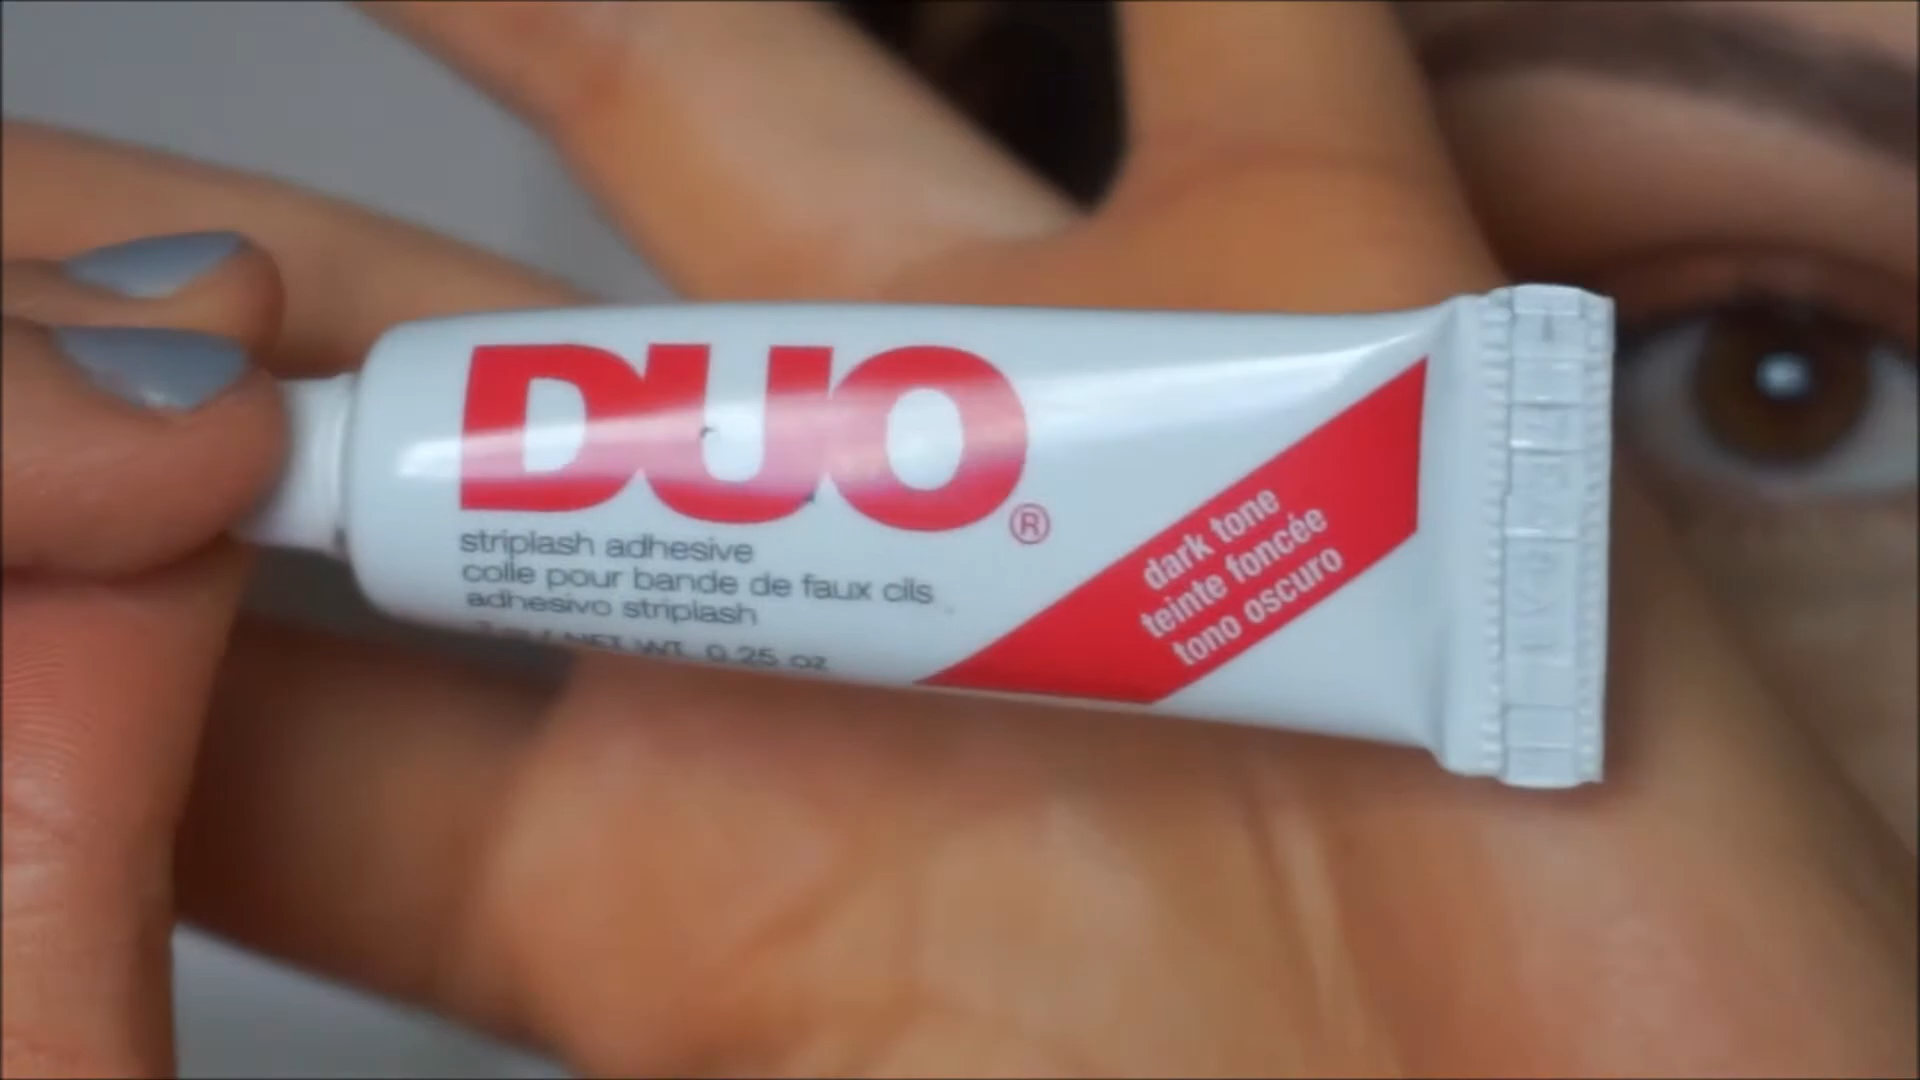 DUO®
striplash adhesive
colle pour bande de faux cils
adhesivo striplash
NET WT. 0.25 oz
dark tone
teinte foncée
tono oscuro